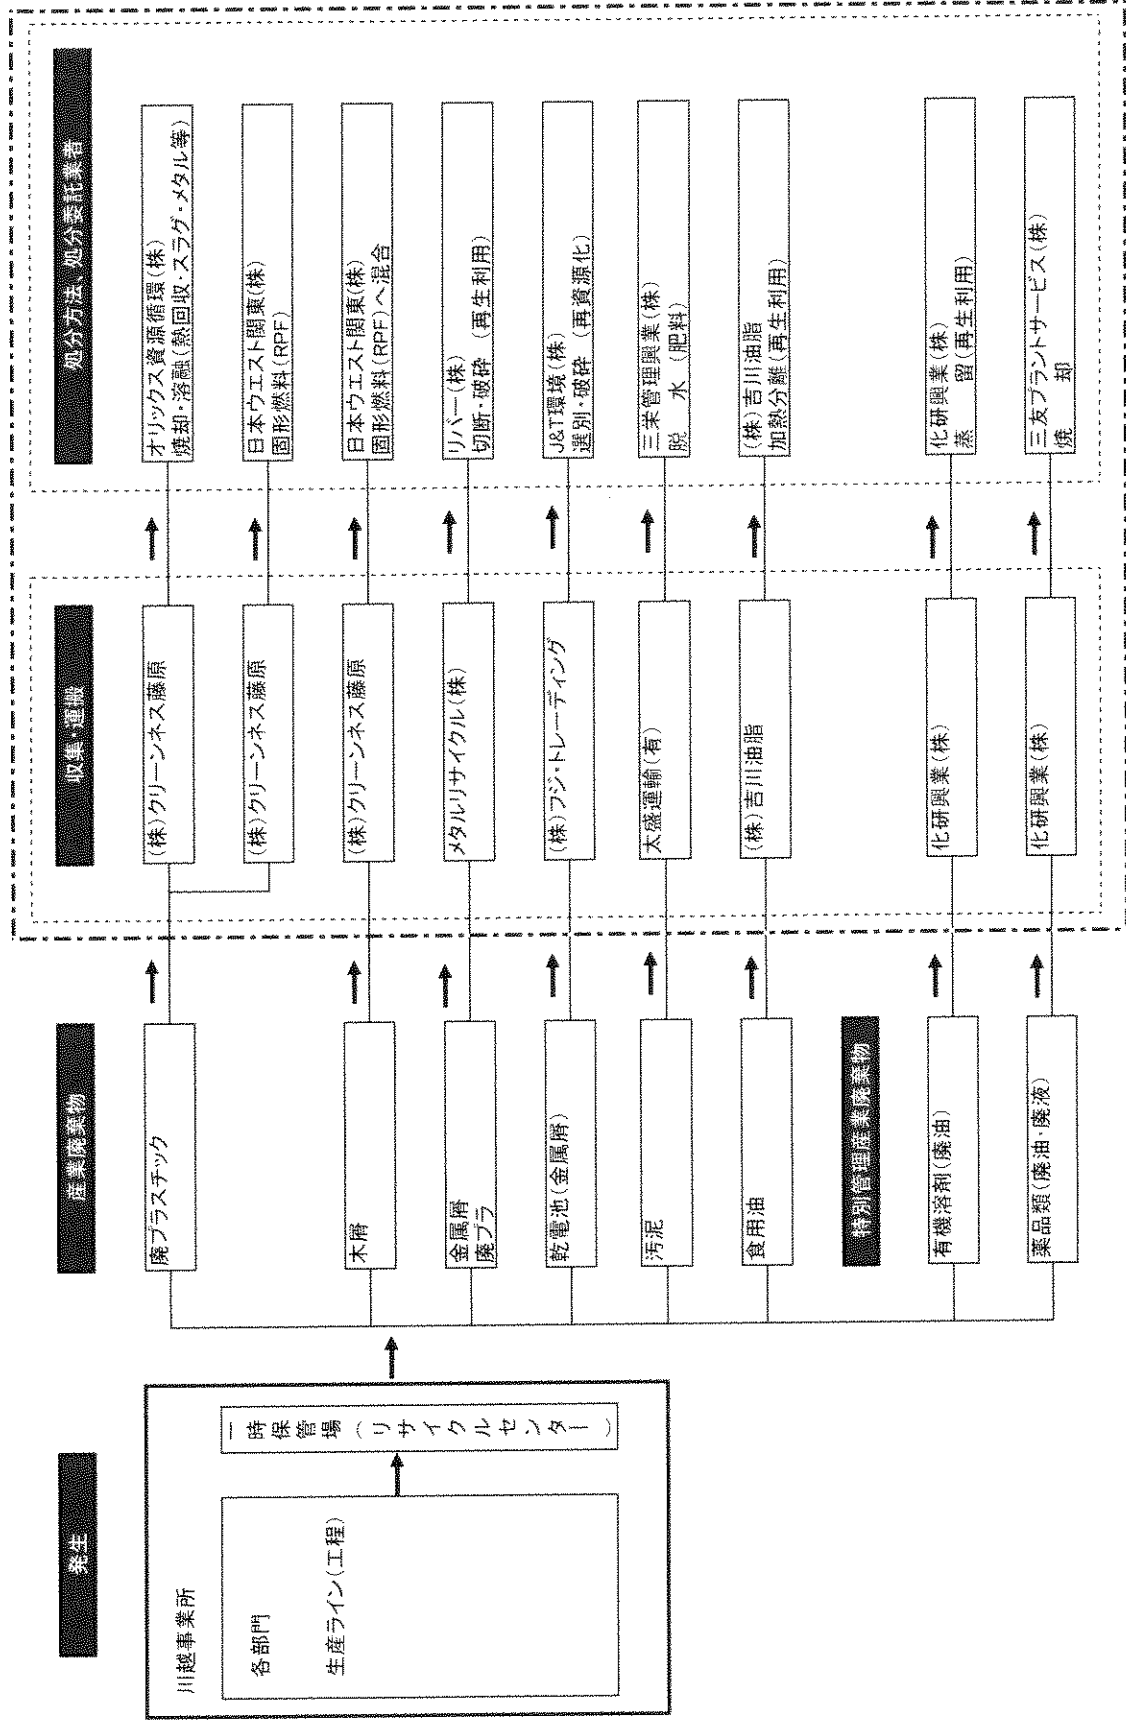 発生
川越事業所
各部門
生産ライン(工程)
一時保管場(リサイクルセンター)
産業廃棄物
廃プラスチック
木屑
金属屑
廃プラ
乾電池(金属屑)
汚泥
食用油
特別管理産業廃棄物
有機溶剤(廃油)
薬品類(廃油・廃液)
収集・運搬
(株)クリーンネス藤原
(株)クリーンネス藤原
(株)クリーンネス藤原
メタルリサイクル(株)
(株)フジ・トレーディング
太盛運輸(有)
(株)吉川油脂
化研興業(株)
化研興業(株)
処分方法、処分委託業者
オリックス資源循環(株)
焼却・溶融(熱回収・スラグ・メタル等)
日本ウエスト関東(株)
固形燃料(RPF)
日本ウエスト関東(株)
固形燃料(RPF)へ混合
リバー(株)
切断・破砕 (再生利用)
J&T環境(株)
選別・破砕 (再資源化)
三栄管理興業(株)
脱 水 (肥料)
(株)吉川油脂
加熱分離(再生利用)
化研興業(株)
蒸 留(再生利用)
三友プラントサービス(株)
焼 却